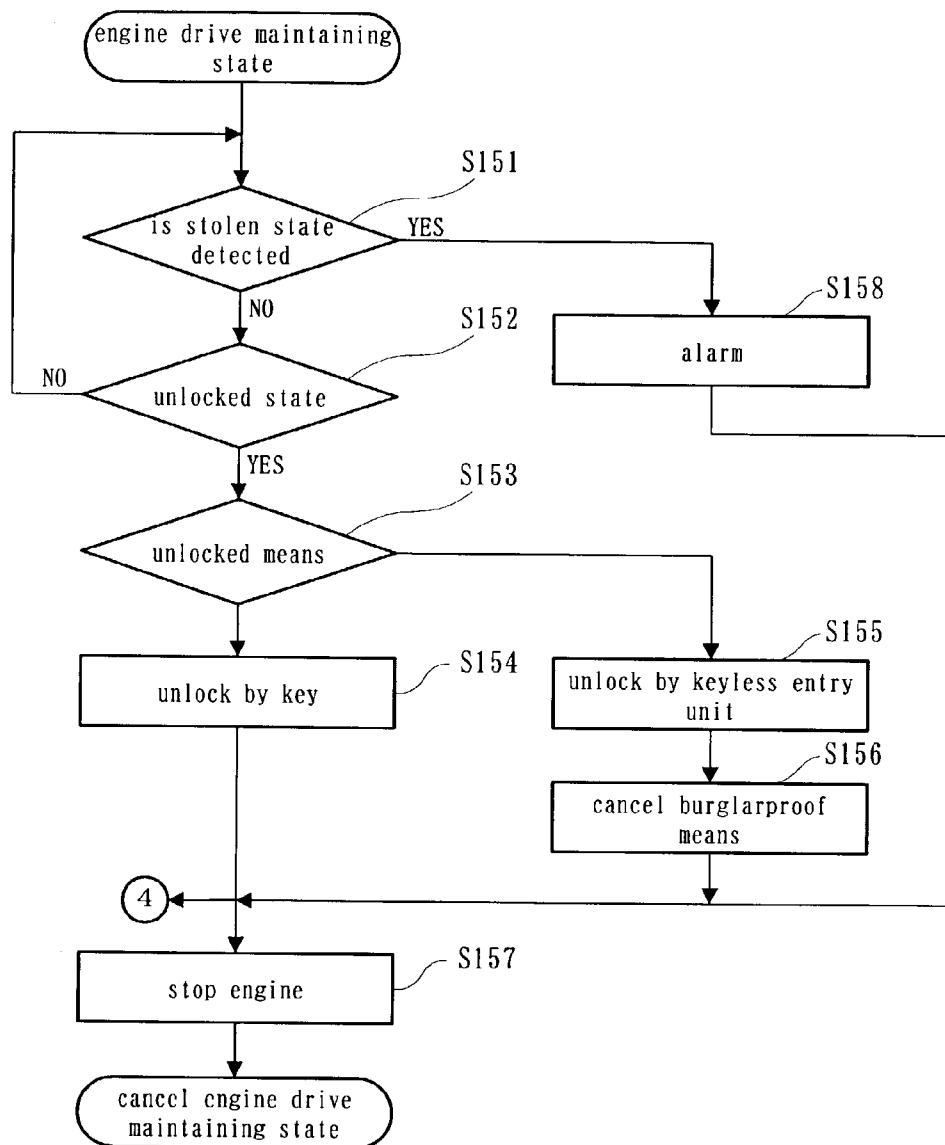 engine drive maintaining
state
S151
is stolen state
detected
YES
NO
S158
alarm
S152
unlocked state
NO
YES
S153
unlocked means
S154
unlock by key
S155
unlock by keyless entry
unit
S156
cancel burglarproof
means
4
S157
stop engine
cancel engine drive
maintaining state